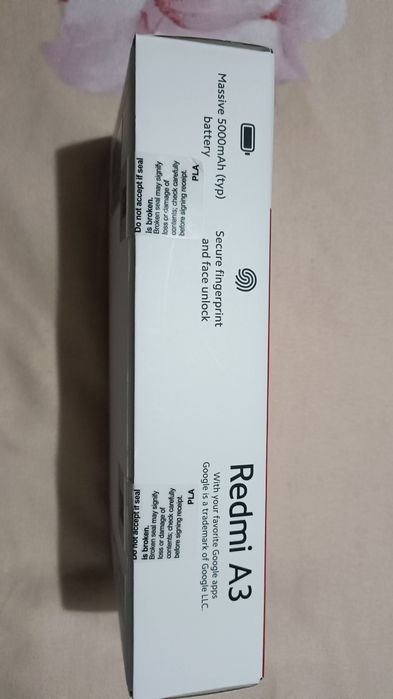 Massive 5000mAh (typ)
battery
Do not accept if seal
is broken.
Broken seal may signify
loss or damage of
contents; check carefully
before signing receipt.
PLA
Secure fingerprint
and face unlock
Redmi A3
With your favorite Google apps
Google is a trademark of Google LLC.
Do not accept if seal
is broken.
Broken seal may signify
loss or damage of
contents; check carefully
before signing receipt.
PLA